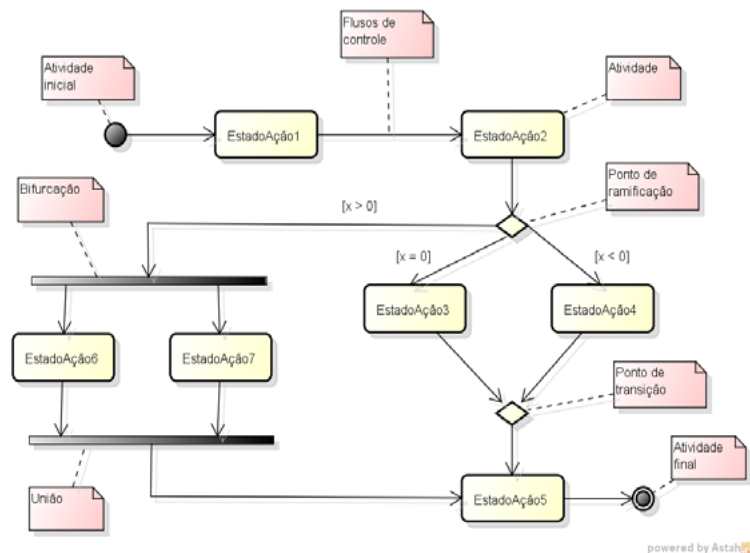 Flusos de
controle
Atividade
inicial
Atividade
EstadoAção1
EstadoAção2
Ponto de
ramificação
Bifurcação
[x > 0]
[x = 0]
[x < 0]
EstadoAção3
EstadoAção4
EstadoAção6
EstadoAção7
Ponto de
transição
Atividade
final
União
EstadoAção5
powered by Astah